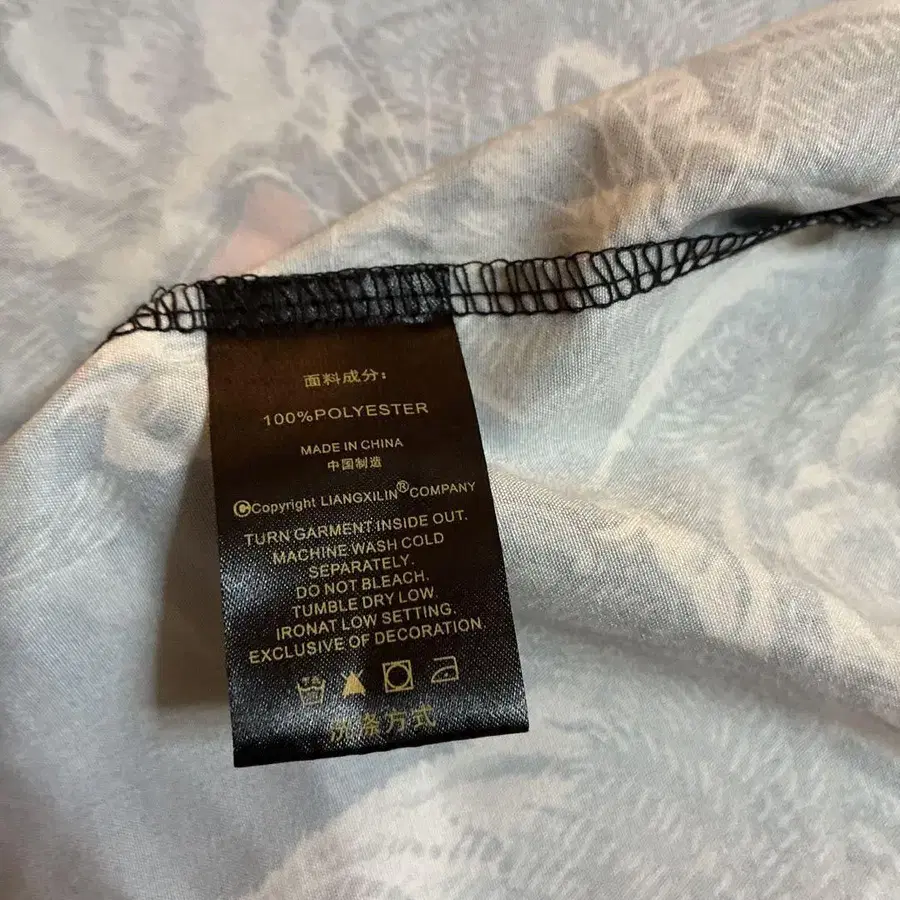 面料成分:
100%POLYESTER
MADE IN CHINA
中国制造
©Copyright LIANGXILIN®COMPANY
TURN GARMENT INSIDE OUT.
MACHINE WASH COLD
SEPARATELY.
DO NOT BLEACH.
TUMBLE DRY LOW.
IRONAT LOW SETTING.
EXCLUSIVE OF DECORATION
洗条方式